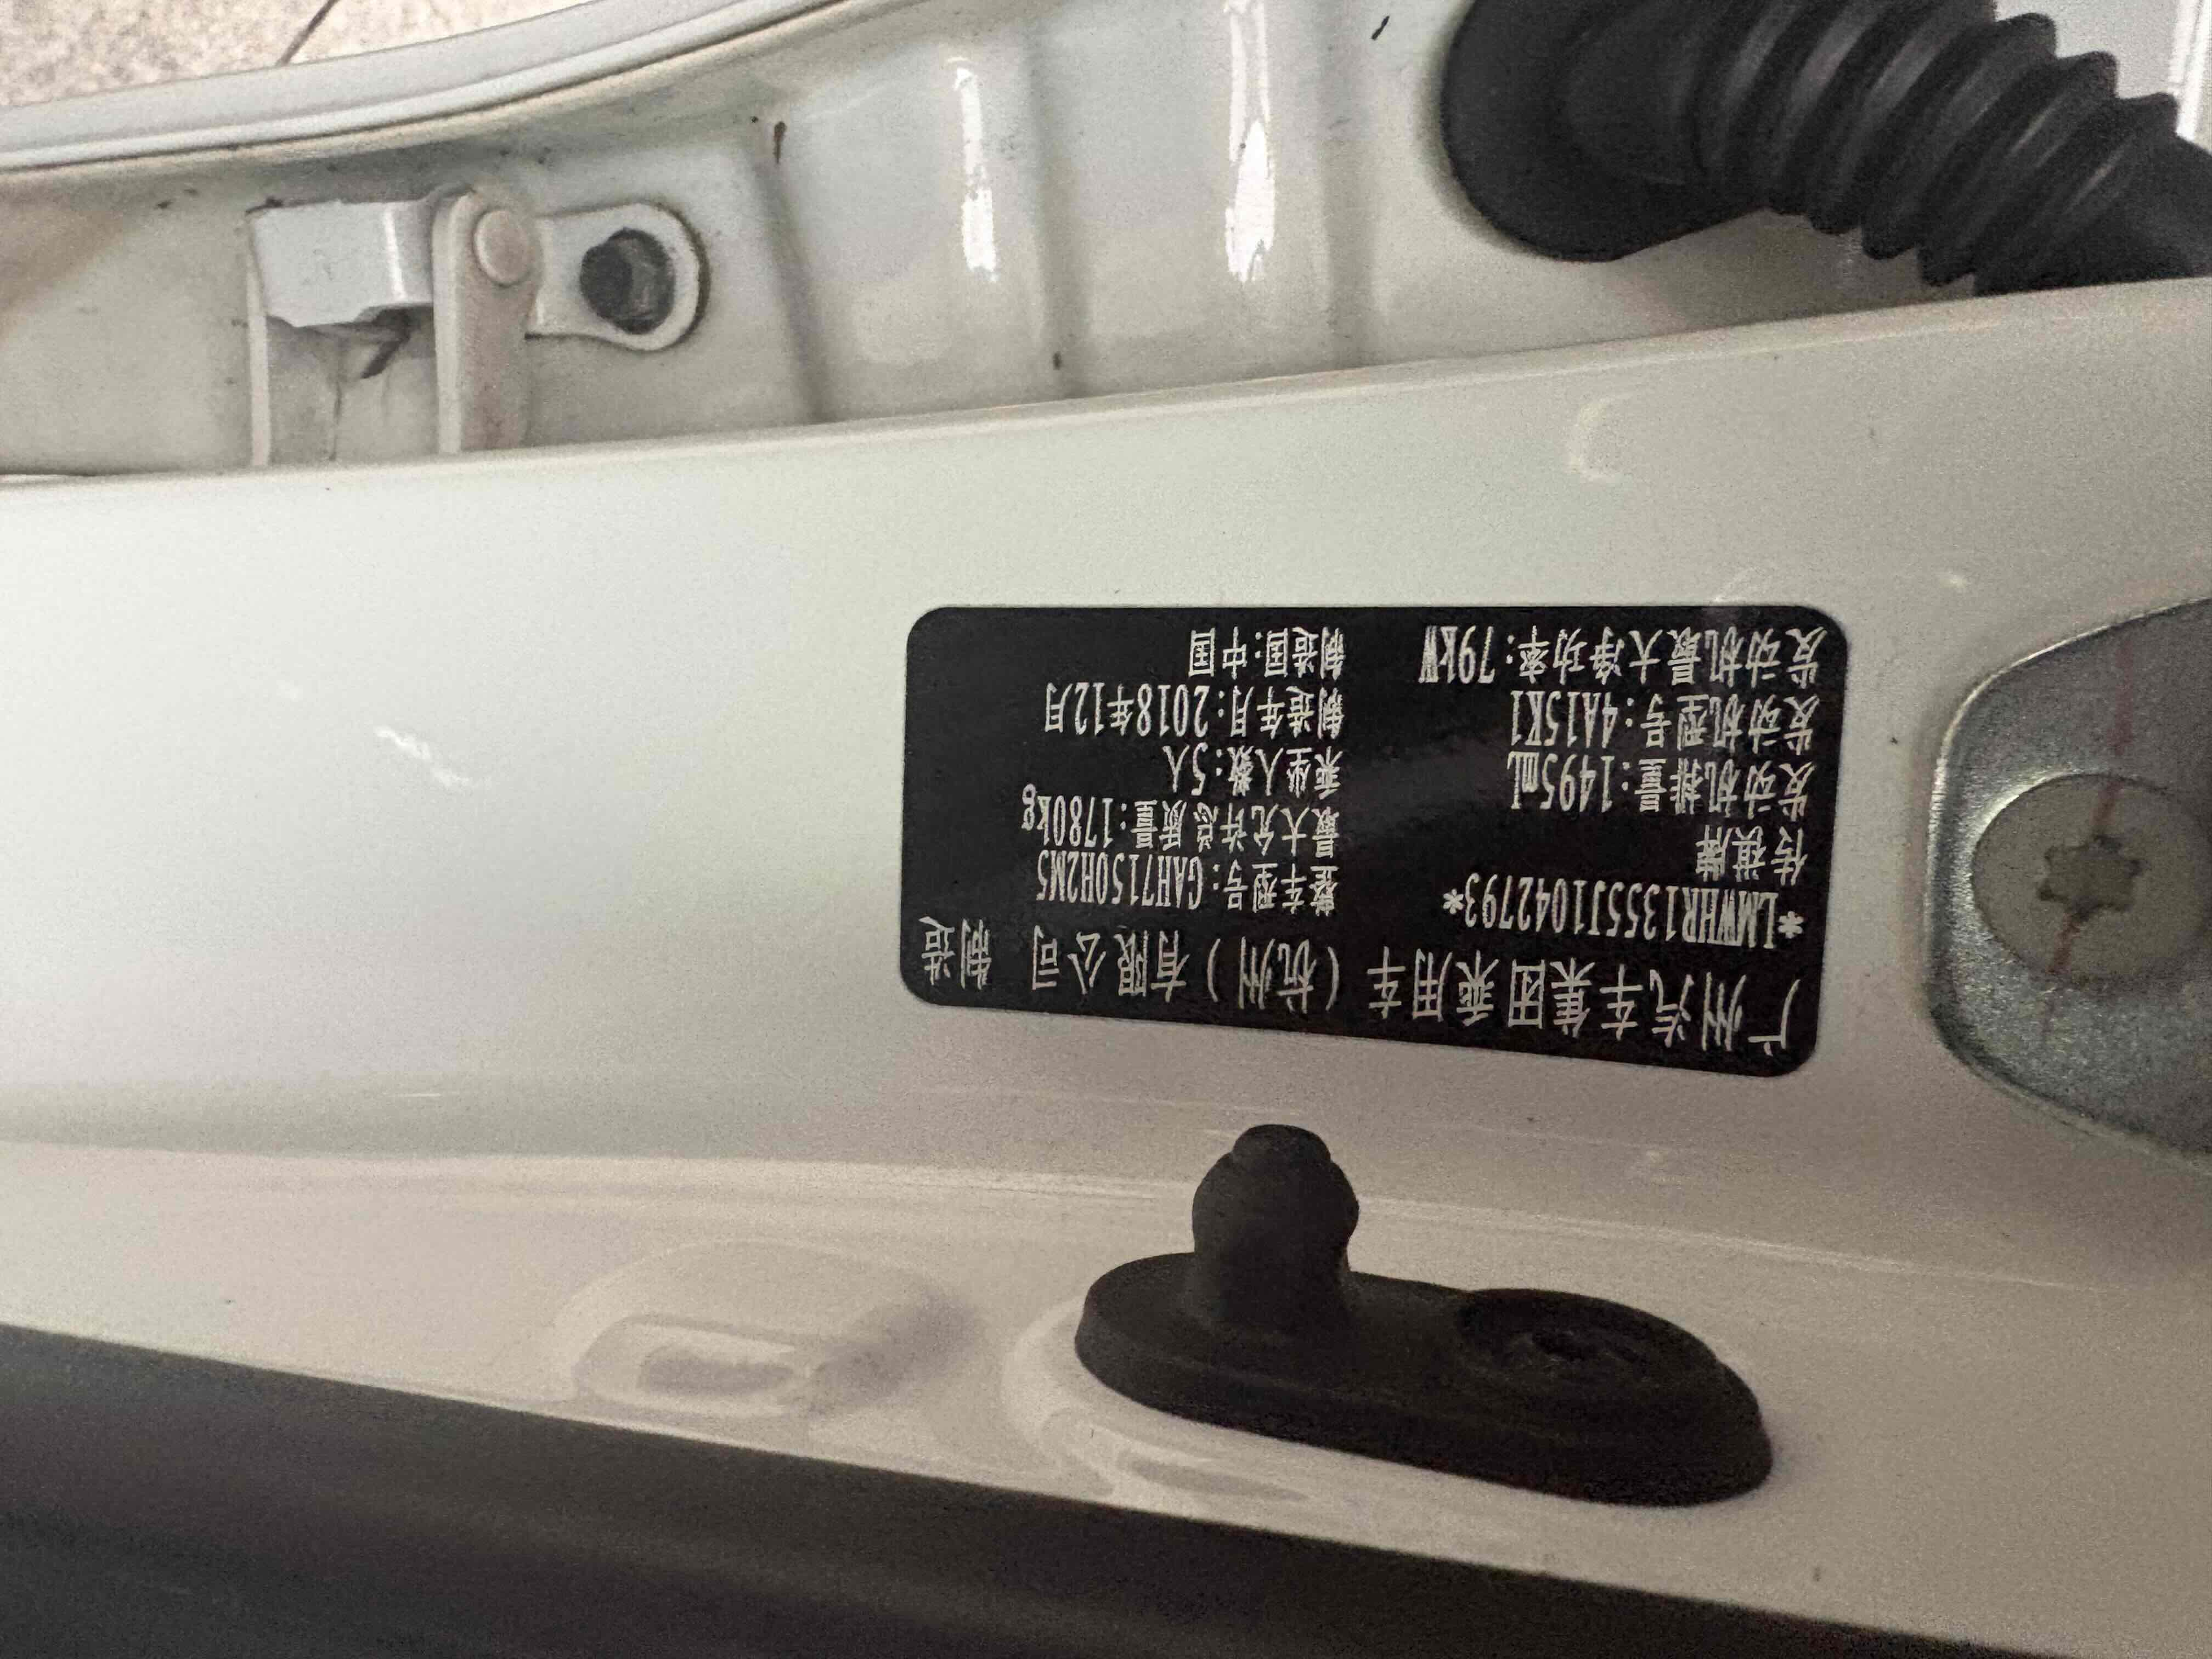 广州汽车集团乘用车（杭州）有限公司 制造
*LMWHR1355J1042793*
传祺牌
发动机排量:1495mL
发动机型号:4A15K1
发动机最大净功率:79kW
整车型号:GAH7150H2M5
最大允许总质量:1780kg
乘坐人数:5人
制造年月:2018年12月
制造国:中国